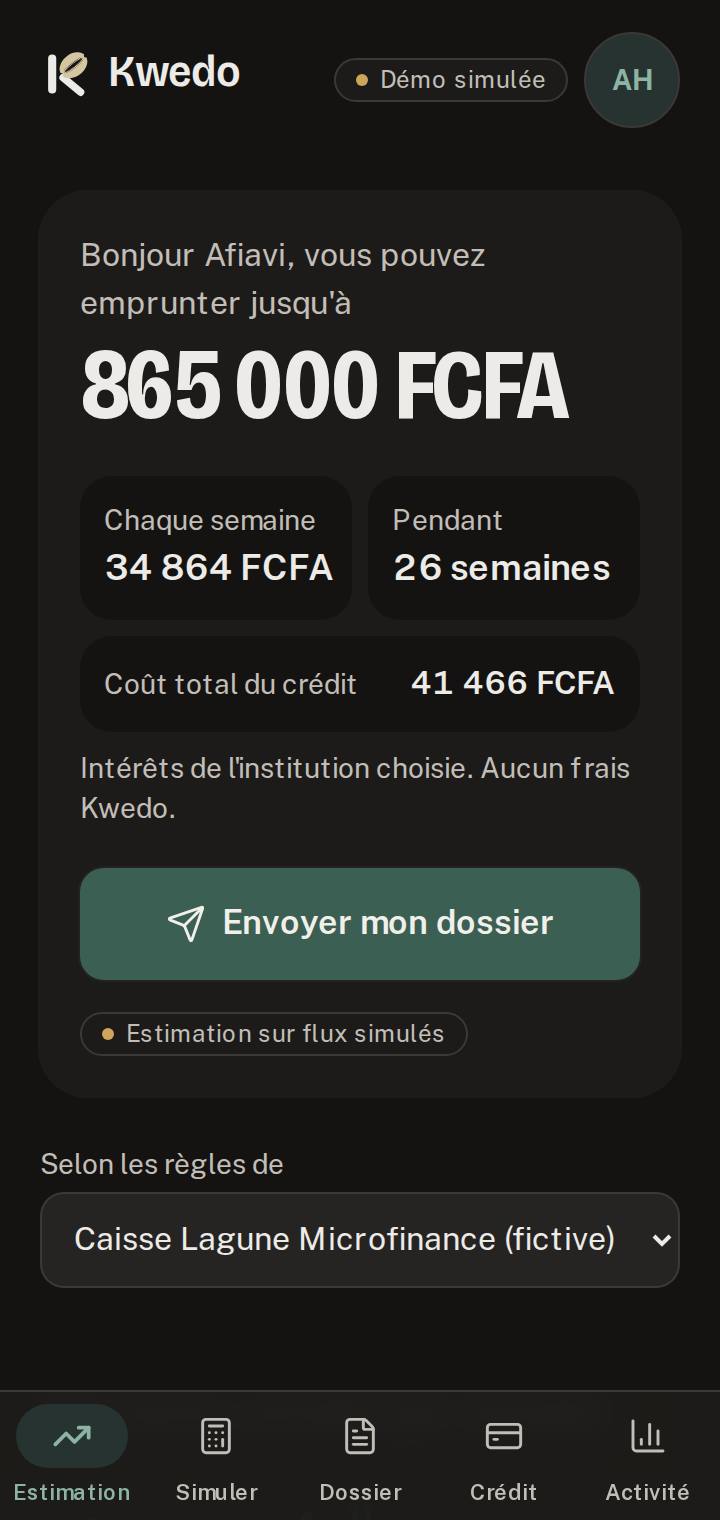 Kwedo
Démo simulée
AH
Bonjour Afiavi, vous pouvez
emprunter jusqu'à
865 000 FCFA
Chaque semaine
34 864 FCFA
Pendant
26 semaines
Coût total du crédit
41 466 FCFA
Intérêts de l'institution choisie. Aucun frais
Kwedo.
Envoyer mon dossier
Estimation sur flux simulés
Selon les règles de
Caisse Lagune Microfinance (fictive)
Estimation
Simuler
Dossier
Crédit
Activité